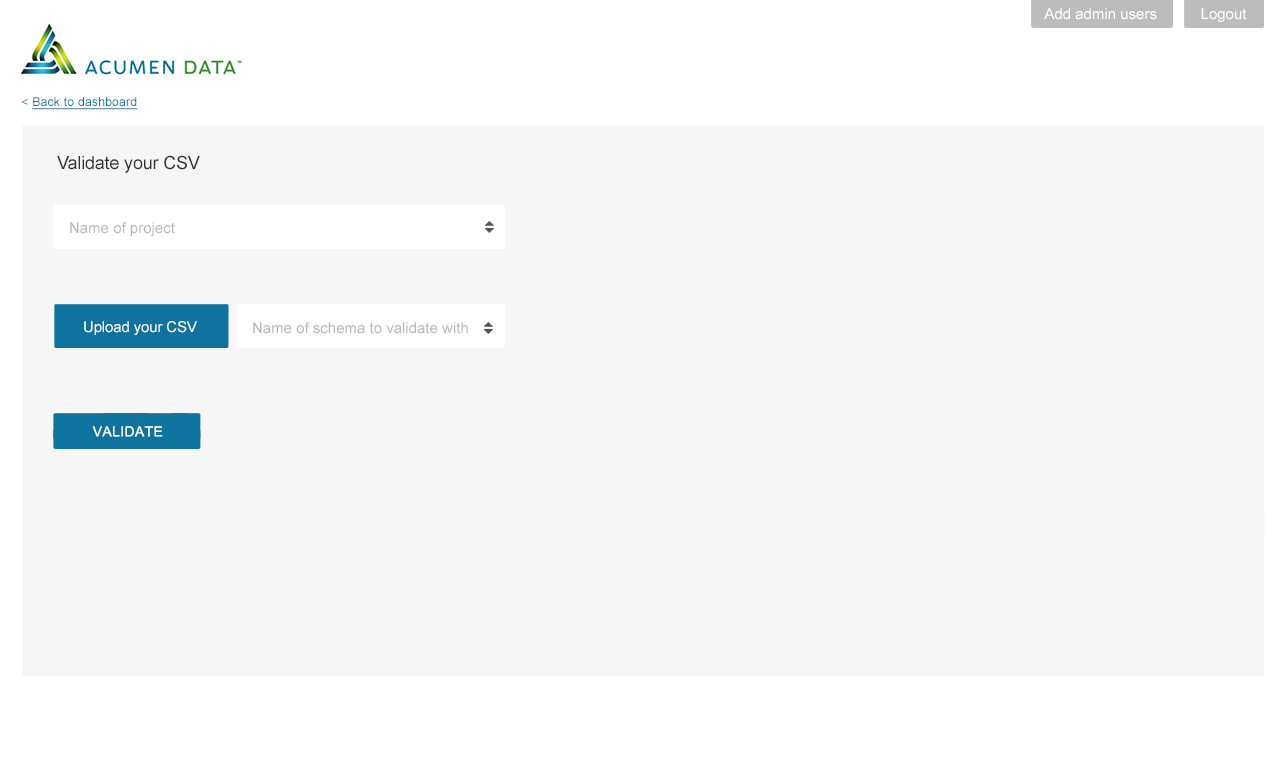 Add admin users Logout
ACUMEN DATA™
< Back to dashboard
Validate your CSV
Name of project
Upload your CSV Name of schema to validate with
VALIDATE